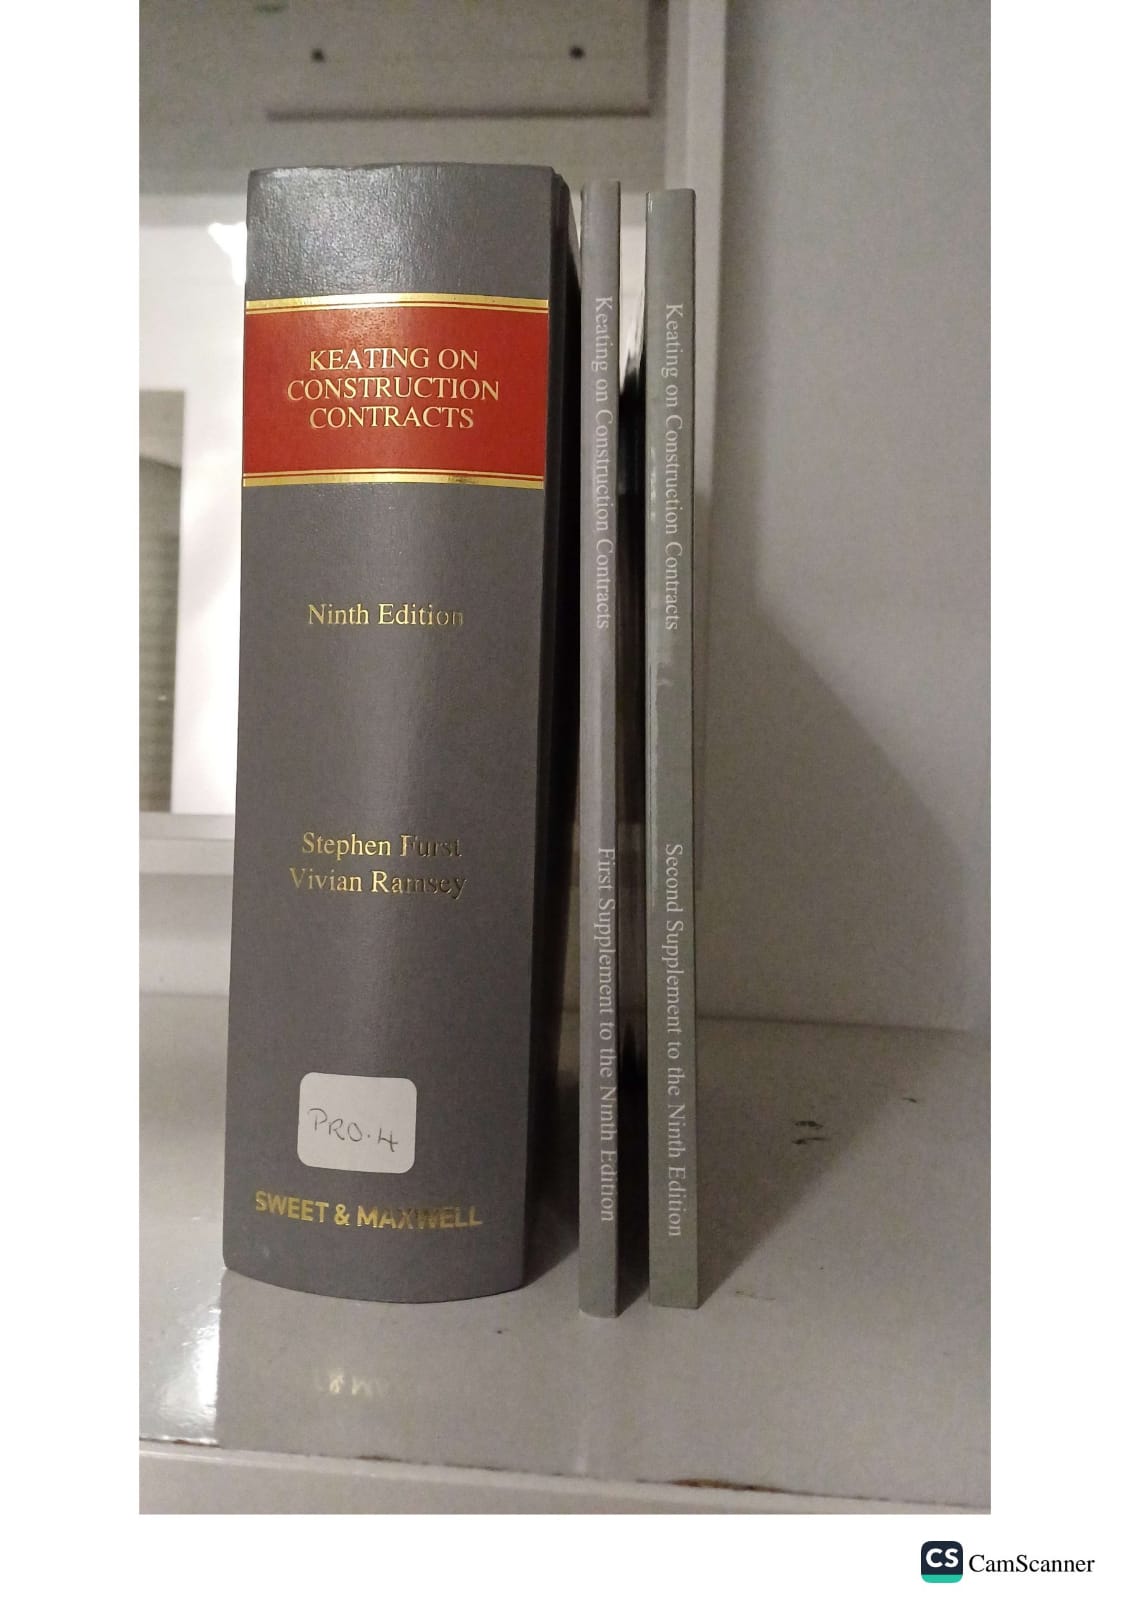 KEATING ON
CONSTRUCTION
CONTRACTS
Ninth Edition
Stephen Furst
Vivian Ramsey
PRO.4
SWEET & MAXWELL
Keating on Construction Contracts
First Supplement to the Ninth Edition
Keating on Construction Contracts
Second Supplement to the Ninth Edition
CS CamScanner